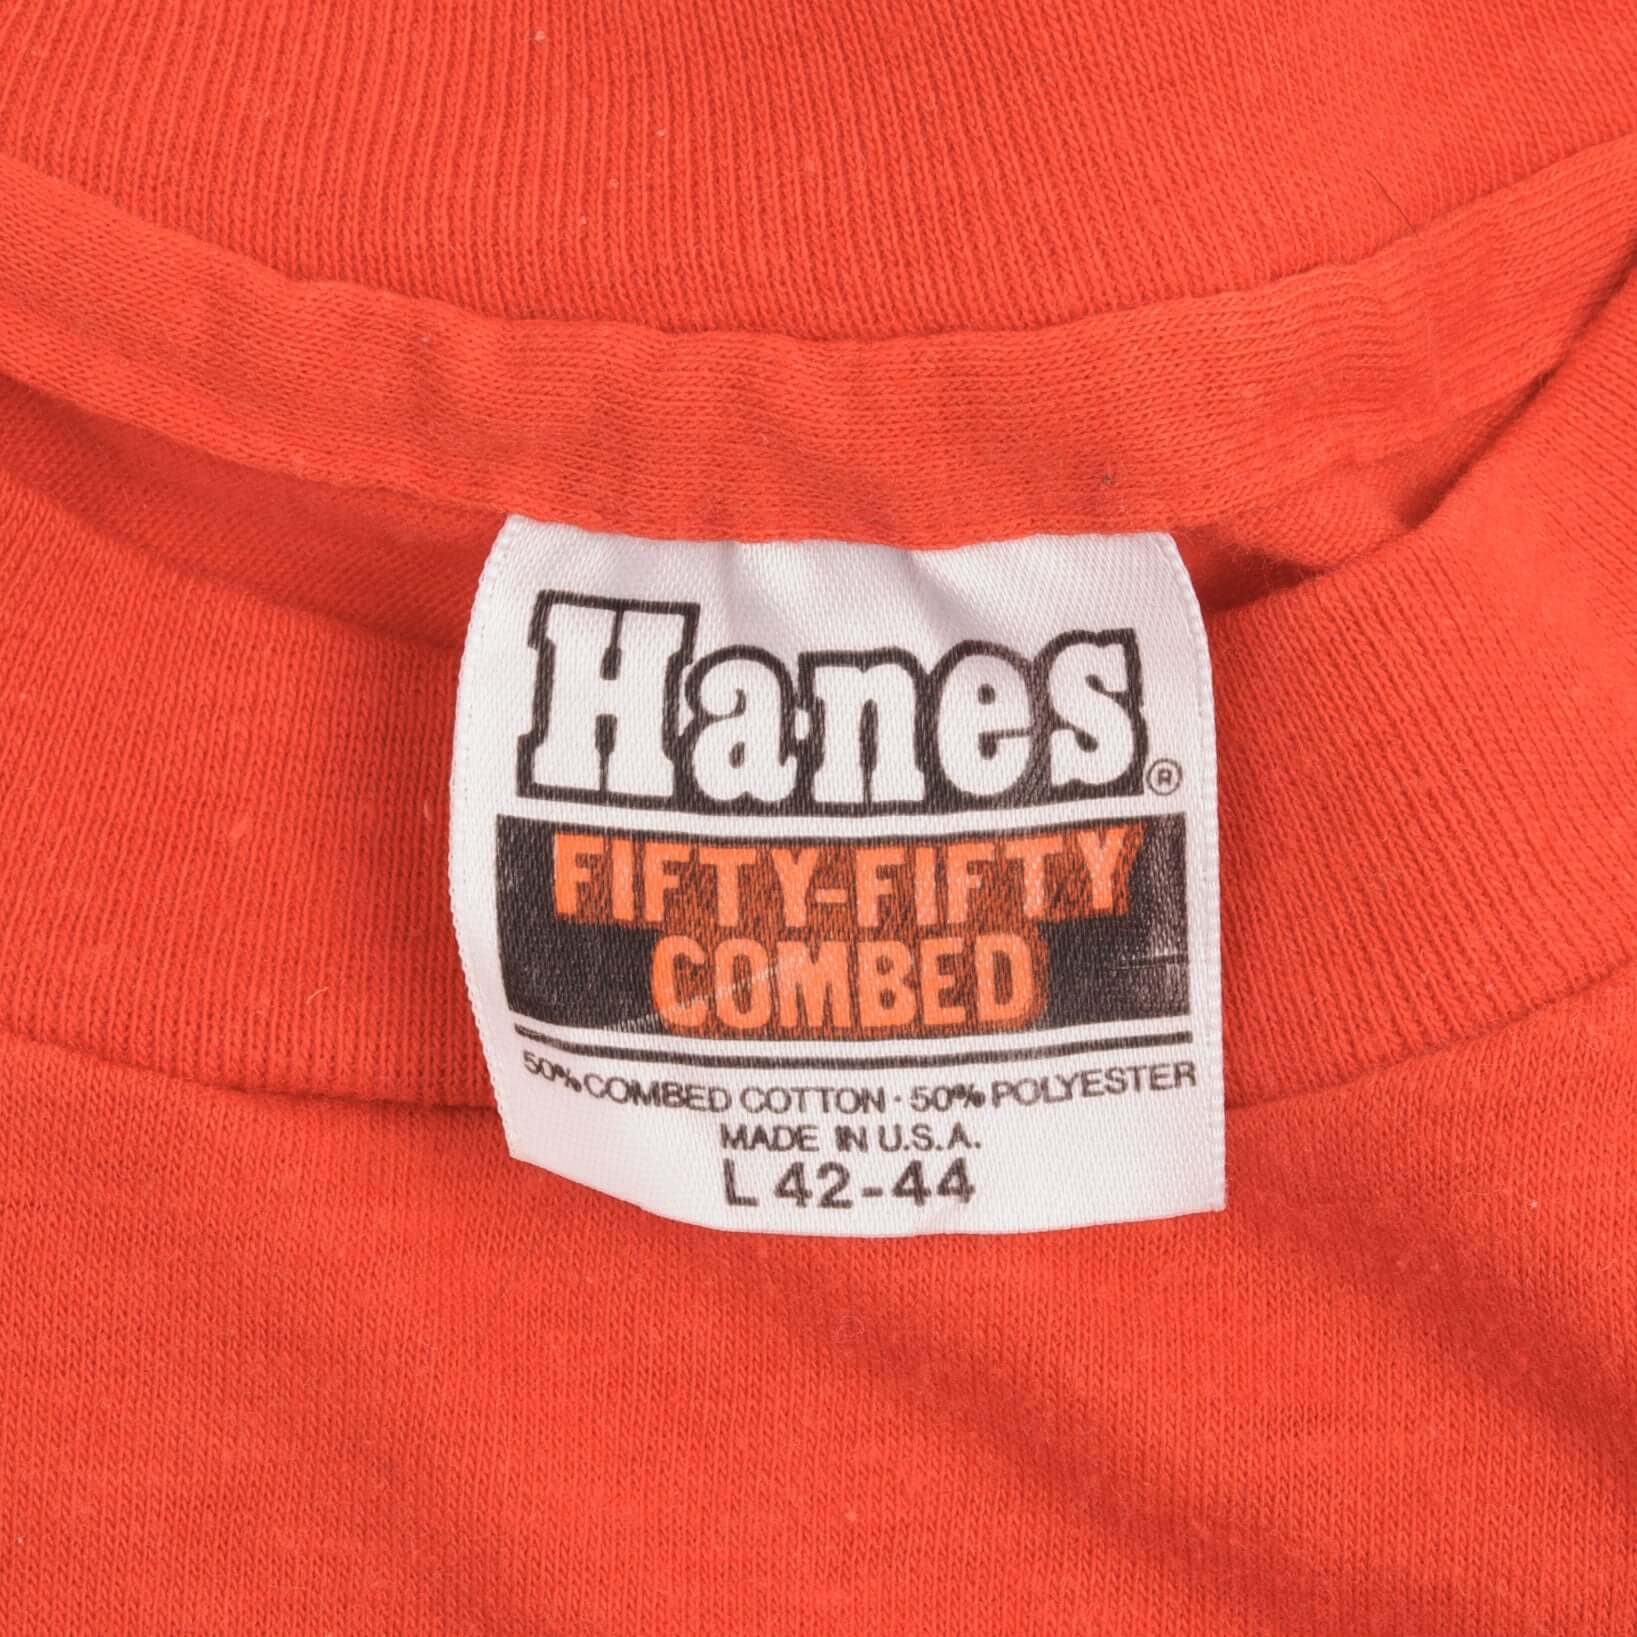 Hanes®
FIFTY-FIFTY
COMBED
50% COMBED COTTON · 50% POLYESTER
MADE IN U.S.A.
L 42-44